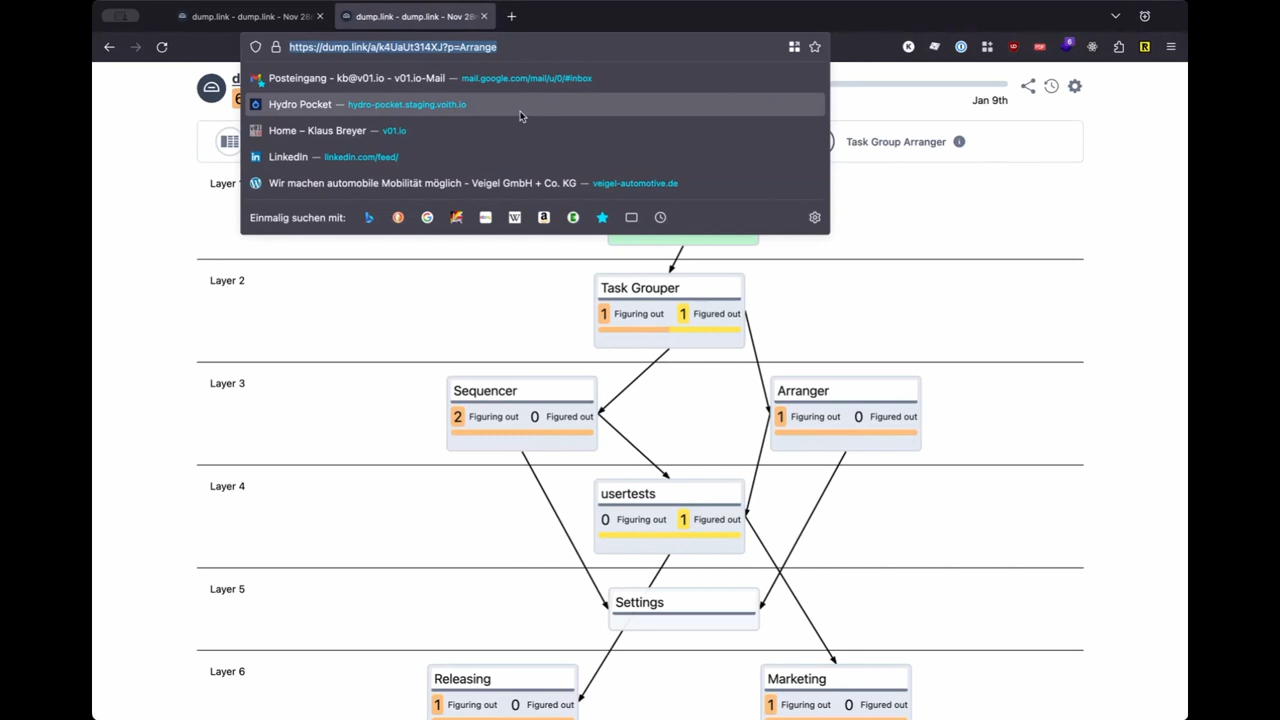 dump.link - dump.link - Nov 28
dump.link - dump.link - Nov 28
https://dump.link/a/k4UaUt314XJ?p=Arrange
6
Posteingang - kb@v01.io - v01.io-Mail — mail.google.com/mail/u/0/#inbox
Hydro Pocket — hydro-pocket.staging.voith.io
Home – Klaus Breyer — v01.io
LinkedIn — linkedin.com/feed/
Wir machen automobile Mobilität möglich - Veigel GmbH + Co. KG — veigel-automotive.de
Einmalig suchen mit:
d
6
Jan 9th
Task Group Arranger
Layer
Layer 2
Task Grouper
1 Figuring out 1 Figured out
Layer 3
Sequencer
2 Figuring out 0 Figured out
Arranger
1 Figuring out 0 Figured out
Layer 4
usertests
0 Figuring out 1 Figured out
Layer 5
Settings
Layer 6
Releasing
1 Figuring out 0 Figured out
Marketing
1 Figuring out 0 Figured out